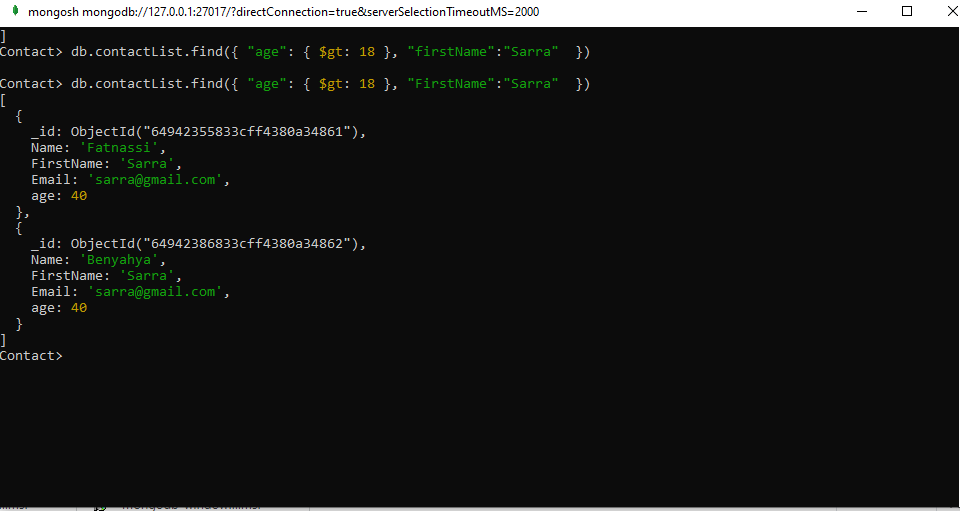 mongosh mongodb://127.0.0.1:27017/?directConnection=true&serverSelectionTimeoutMS=2000
]
Contact> db.contactList.find({ "age": { $gt: 18 }, "firstName":"Sarra"  })
Contact> db.contactList.find({ "age": { $gt: 18 }, "FirstName":"Sarra"  })
[
  {
    _id: ObjectId("64942355833cff4380a34861"),
    Name: 'Fatnassi',
    FirstName: 'Sarra',
    Email: 'sarra@gmail.com',
    age: 40
  },
  {
    _id: ObjectId("64942386833cff4380a34862"),
    Name: 'Benyahya',
    FirstName: 'Sarra',
    Email: 'sarra@gmail.com',
    age: 40
  }
]
Contact>